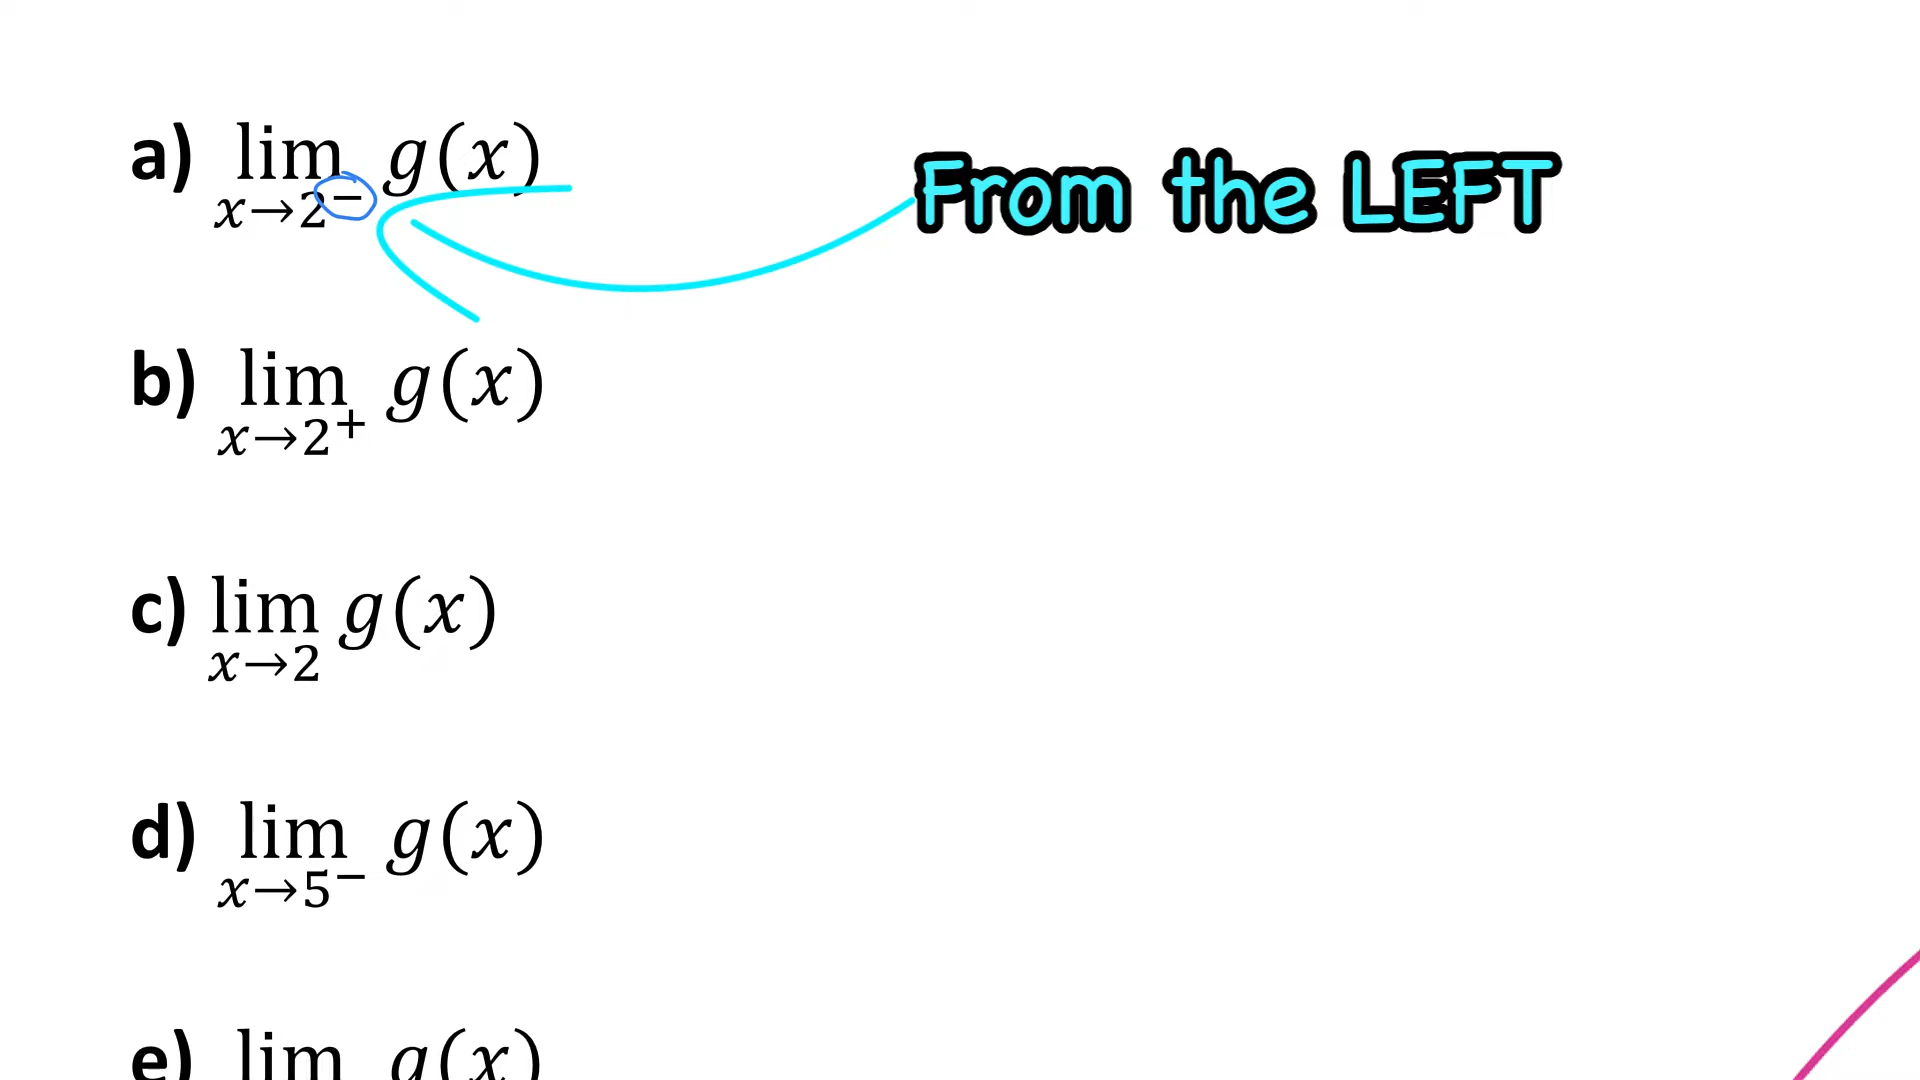 a) lim x→2⁻ g(x)
From the LEFT
b) lim x→2⁺ g(x)
c) lim x→2 g(x)
d) lim x→5⁻ g(x)
e) lim g(x)